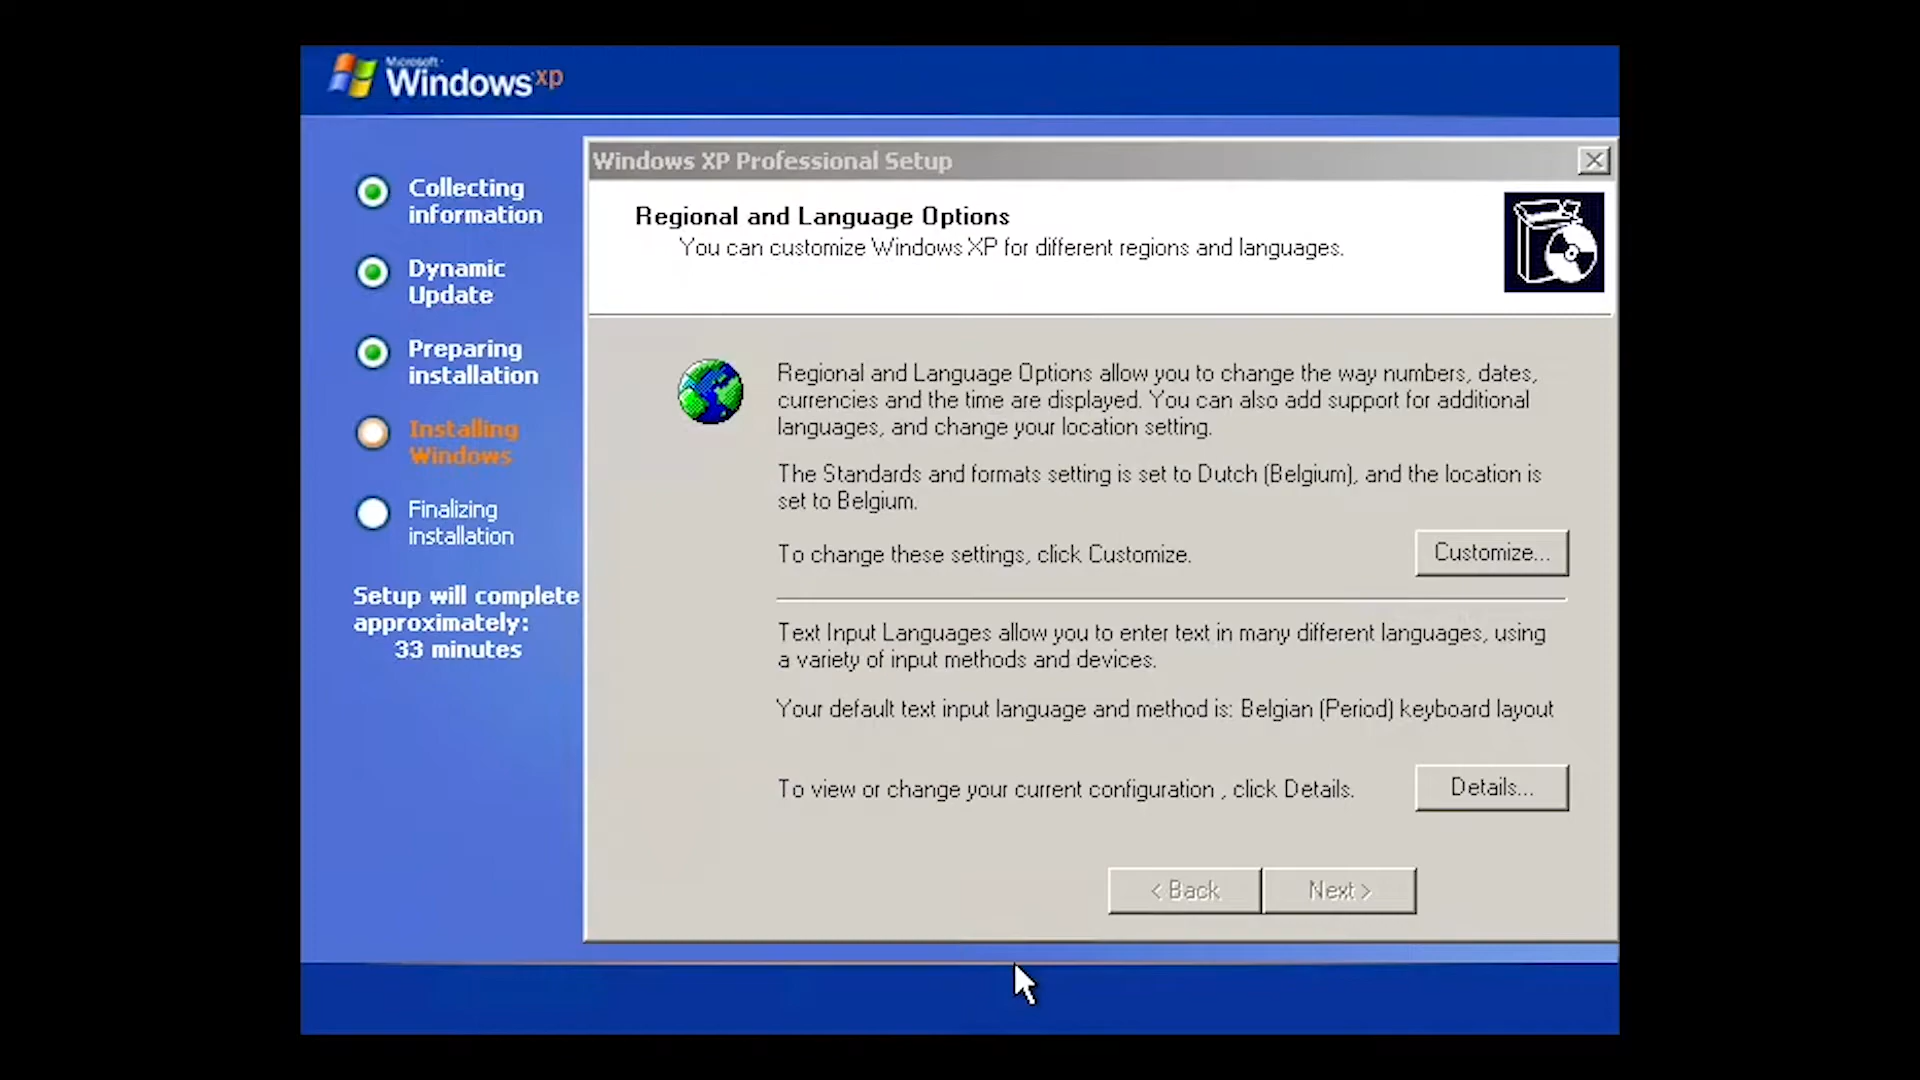 Microsoft
Windows xp
Collecting
information
Dynamic
Update
Preparing
installation
Installing
Windows
Finalizing
installation
Setup will complete
approximately:
33 minutes
Windows XP Professional Setup
Regional and Language Options
You can customize Windows XP for different regions and languages.
Regional and Language Options allow you to change the way numbers, dates,
currencies and the time are displayed. You can also add support for additional
languages, and change your location setting.
The Standards and formats setting is set to Dutch (Belgium), and the location is
set to Belgium.
To change these settings, click Customize.
Customize...
Text Input Languages allow you to enter text in many different languages, using
a variety of input methods and devices.
Your default text input language and method is: Belgian (Period) keyboard layout
To view or change your current configuration , click Details.
Details...
< Back
Next >